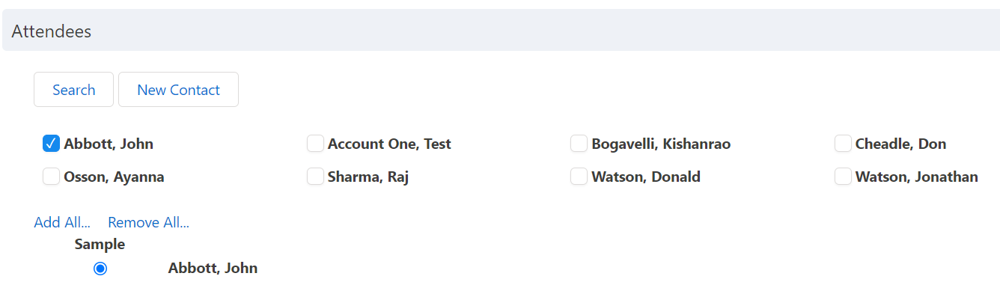 Attendees
Search New Contact
Abbott, John Account One, Test Bogavelli, Kishanrao Cheadle, Don
Osson, Ayanna Sharma, Raj Watson, Donald Watson, Jonathan
Add All... Remove All...
Sample
Abbott, John